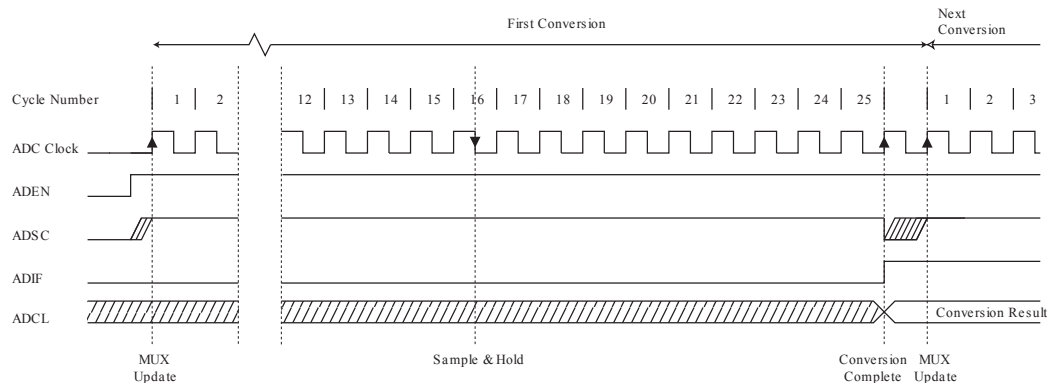 First Conversion
Next
Conversion
Cycle Number 1 2 12 13 14 15 16 17 18 19 20 21 22 23 24 25 1 2 3
ADC Clock
ADEN
ADSC
ADIF
ADCL
Conversion Result
MUX
Update
Sample & Hold
Conversion
Complete
MUX
Update